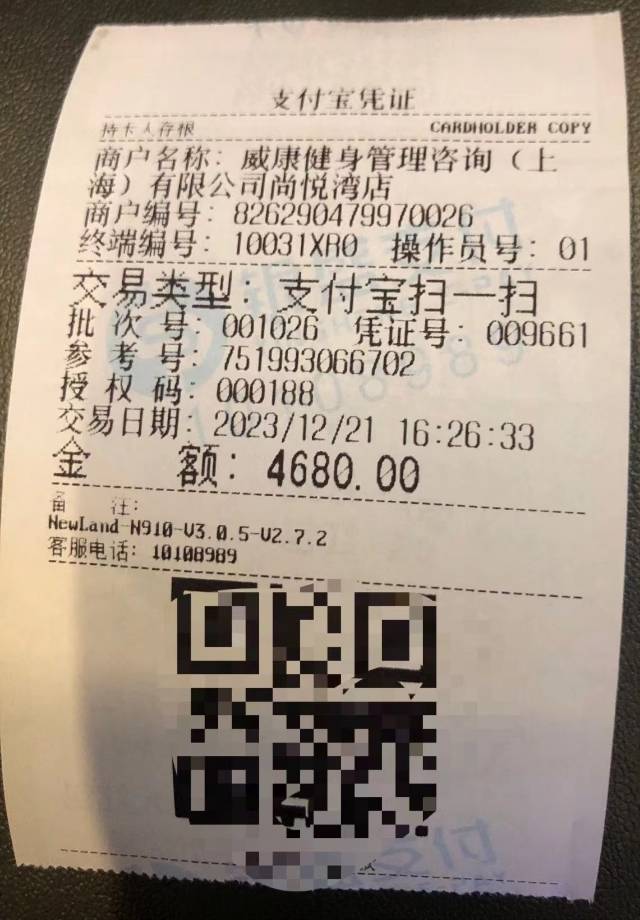 支付宝凭证
持卡人存根 CARDHOLDER COPY
商户名称: 威康健身管理咨询（上
海）有限公司尚悦湾店
商户编号: 826290479970026
终端编号: 10031XR0 操作员号: 01
交易类型: 支付宝扫一扫
批次号: 001026 凭证号: 009661
参考号: 751993066702
授权码: 000188
交易日期: 2023/12/21 16:26:33
金额: 4680.00
备注:
NewLand-N910-V3.0.5-V2.7.2
客服电话: 10108989